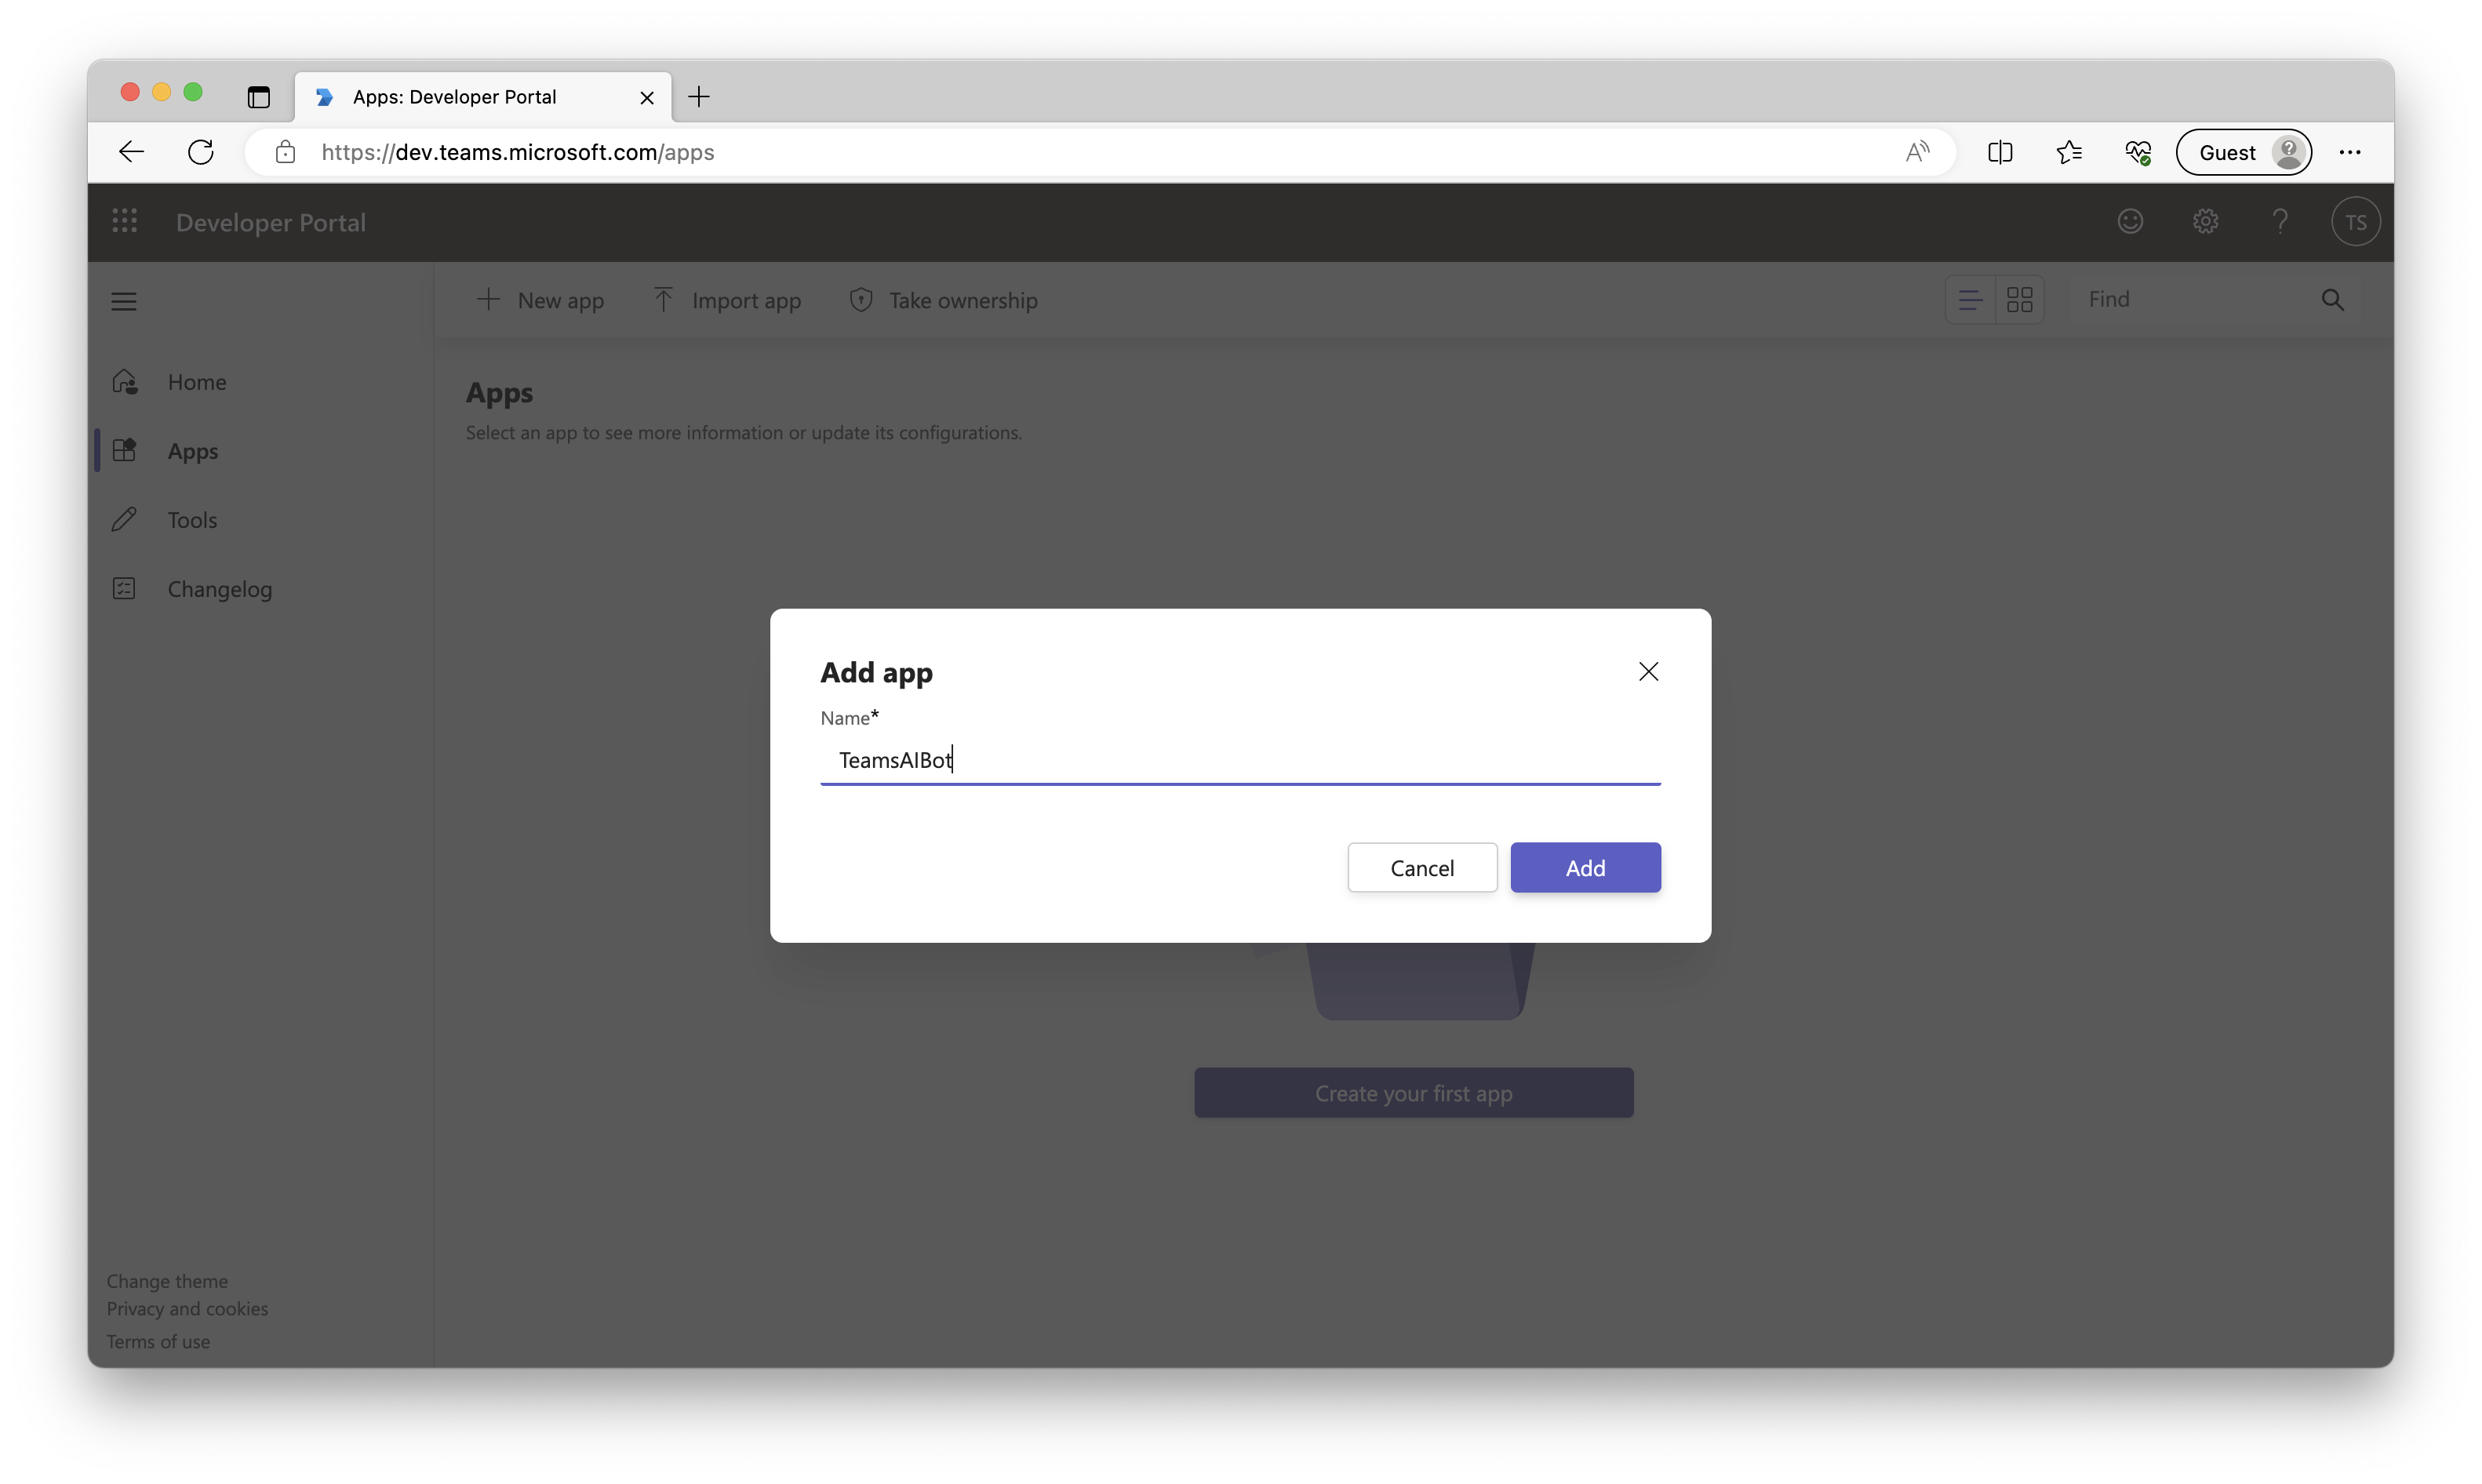 Apps: Developer Portal
https://dev.teams.microsoft.com/apps
Guest
Developer Portal
TS
New app
Import app
Take ownership
Find
Home
Apps
Tools
Changelog
Apps
Select an app to see more information or update its configurations.
Add app
Name*
TeamsAIBot
Cancel
Add
Create your first app
Change theme
Privacy and cookies
Terms of use